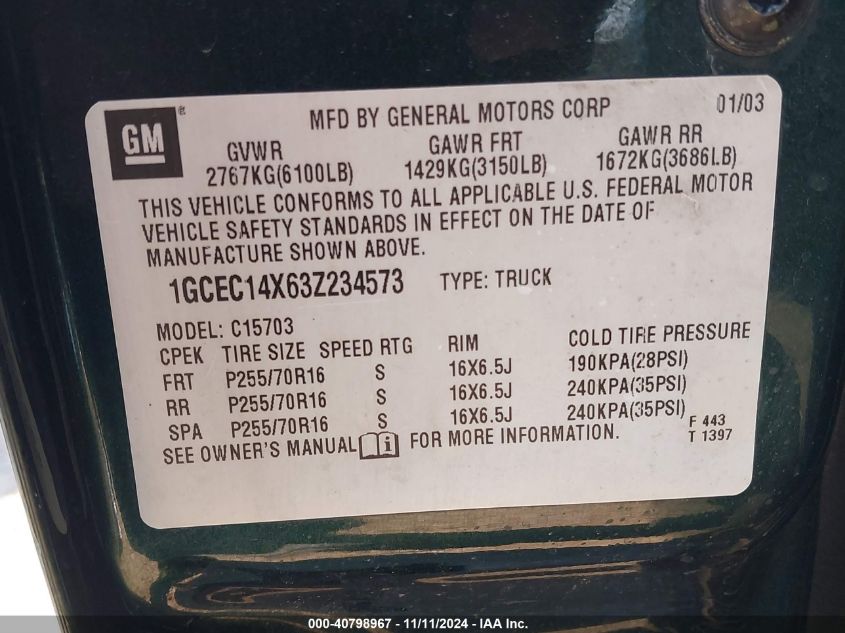 GM ®
MFD BY GENERAL MOTORS CORP 01/03
GVWR GAWR FRT GAWR RR
2767KG(6100LB) 1429KG(3150LB) 1672KG(3686LB)
THIS VEHICLE CONFORMS TO ALL APPLICABLE U.S. FEDERAL MOTOR
VEHICLE SAFETY STANDARDS IN EFFECT ON THE DATE OF
MANUFACTURE SHOWN ABOVE.
1GCEC14X63Z234573 TYPE: TRUCK
MODEL: C15703
CPEK TIRE SIZE SPEED RTG RIM COLD TIRE PRESSURE
FRT P255/70R16 S 16X6.5J 190KPA(28PSI)
RR P255/70R16 S 16X6.5J 240KPA(35PSI)
SPA P255/70R16 S 16X6.5J 240KPA(35PSI)
SEE OWNER'S MANUAL i FOR MORE INFORMATION.
F 443
T 1397
000-40798967 - 11/11/2024 - IAA Inc.